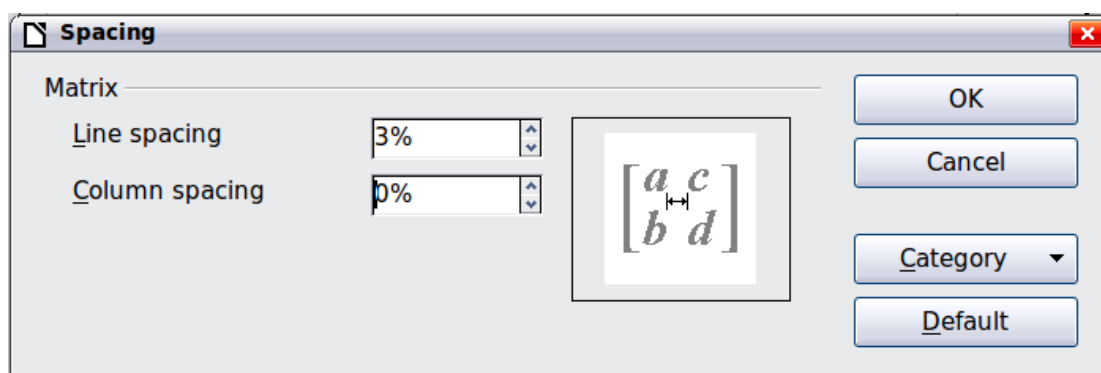 Spacing
Matrix
Line spacing 3%
Column spacing 0%
a c
b d
OK
Cancel
Category
Default